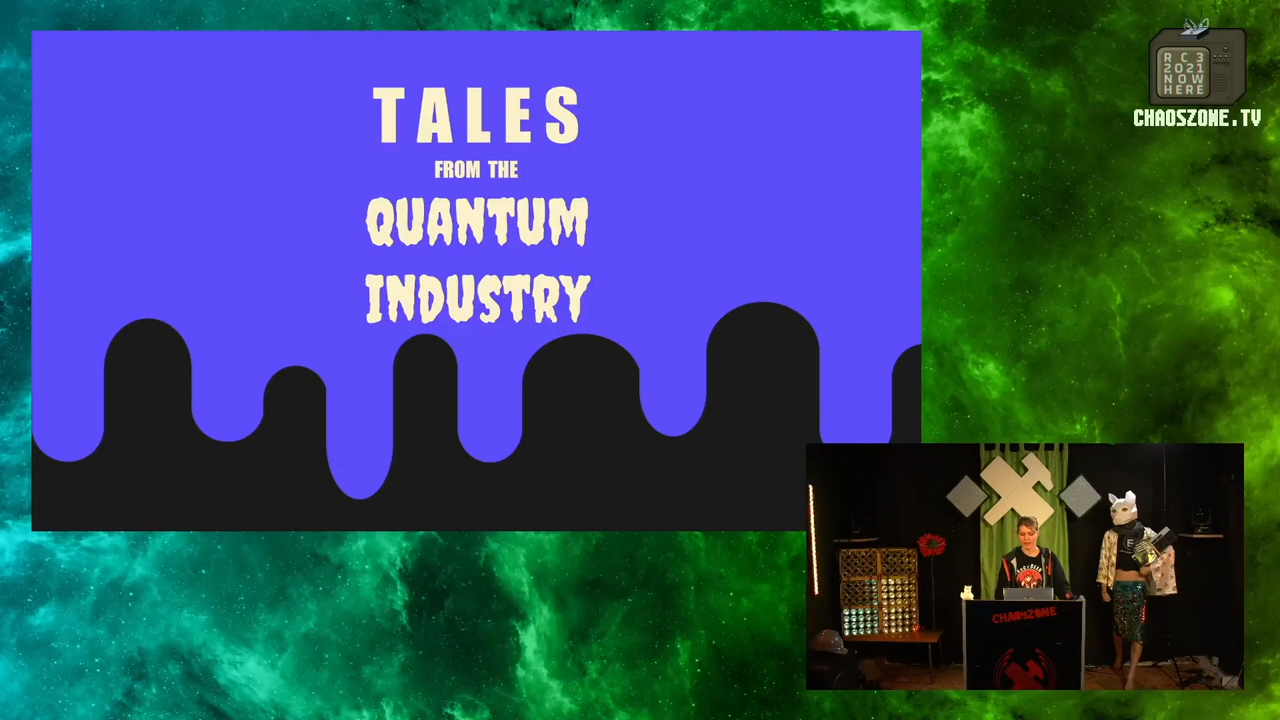 TALES
FROM THE
QUANTUM
INDUSTRY
RC3
2021
NOW
HERE
CHAOSZONE.TV
CHAOSZONE